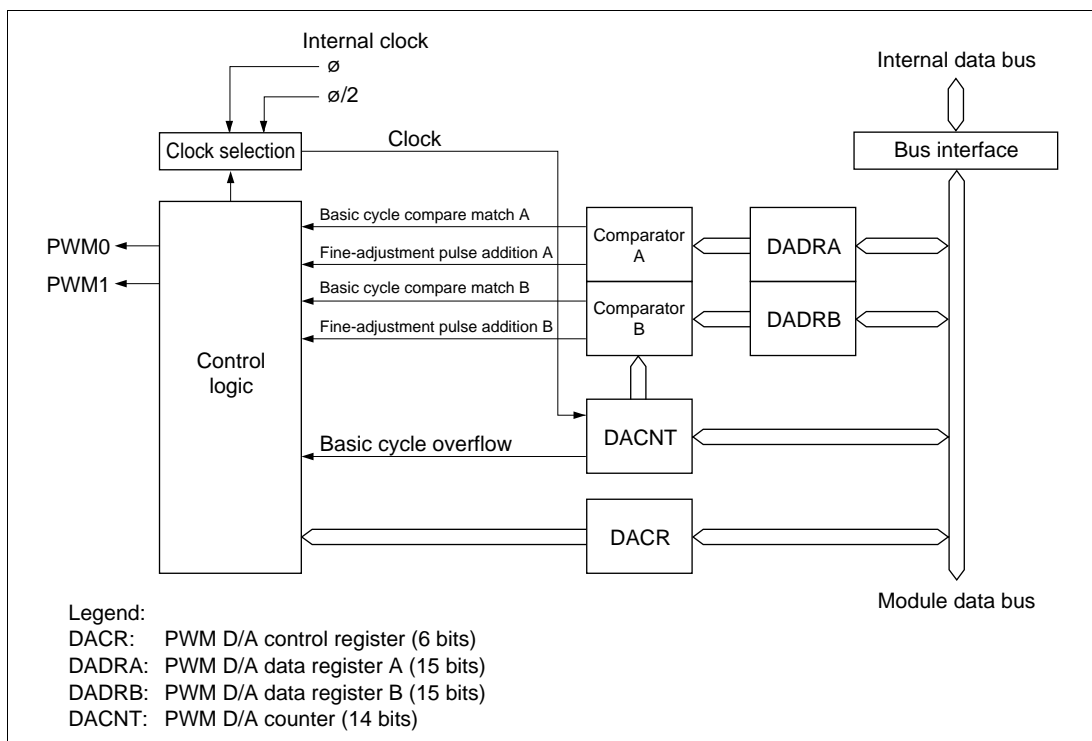 Internal clock
ø
ø/2
Internal data bus
Clock selection
Clock
Bus interface
Basic cycle compare match A
Fine-adjustment pulse addition A
Basic cycle compare match B
Fine-adjustment pulse addition B
Comparator
A
DADRA
Comparator
B
DADRB
PWM0
PWM1
Control
logic
DACNT
Basic cycle overflow
DACR
Module data bus
Legend:
DACR: PWM D/A control register (6 bits)
DADRA: PWM D/A data register A (15 bits)
DADRB: PWM D/A data register B (15 bits)
DACNT: PWM D/A counter (14 bits)